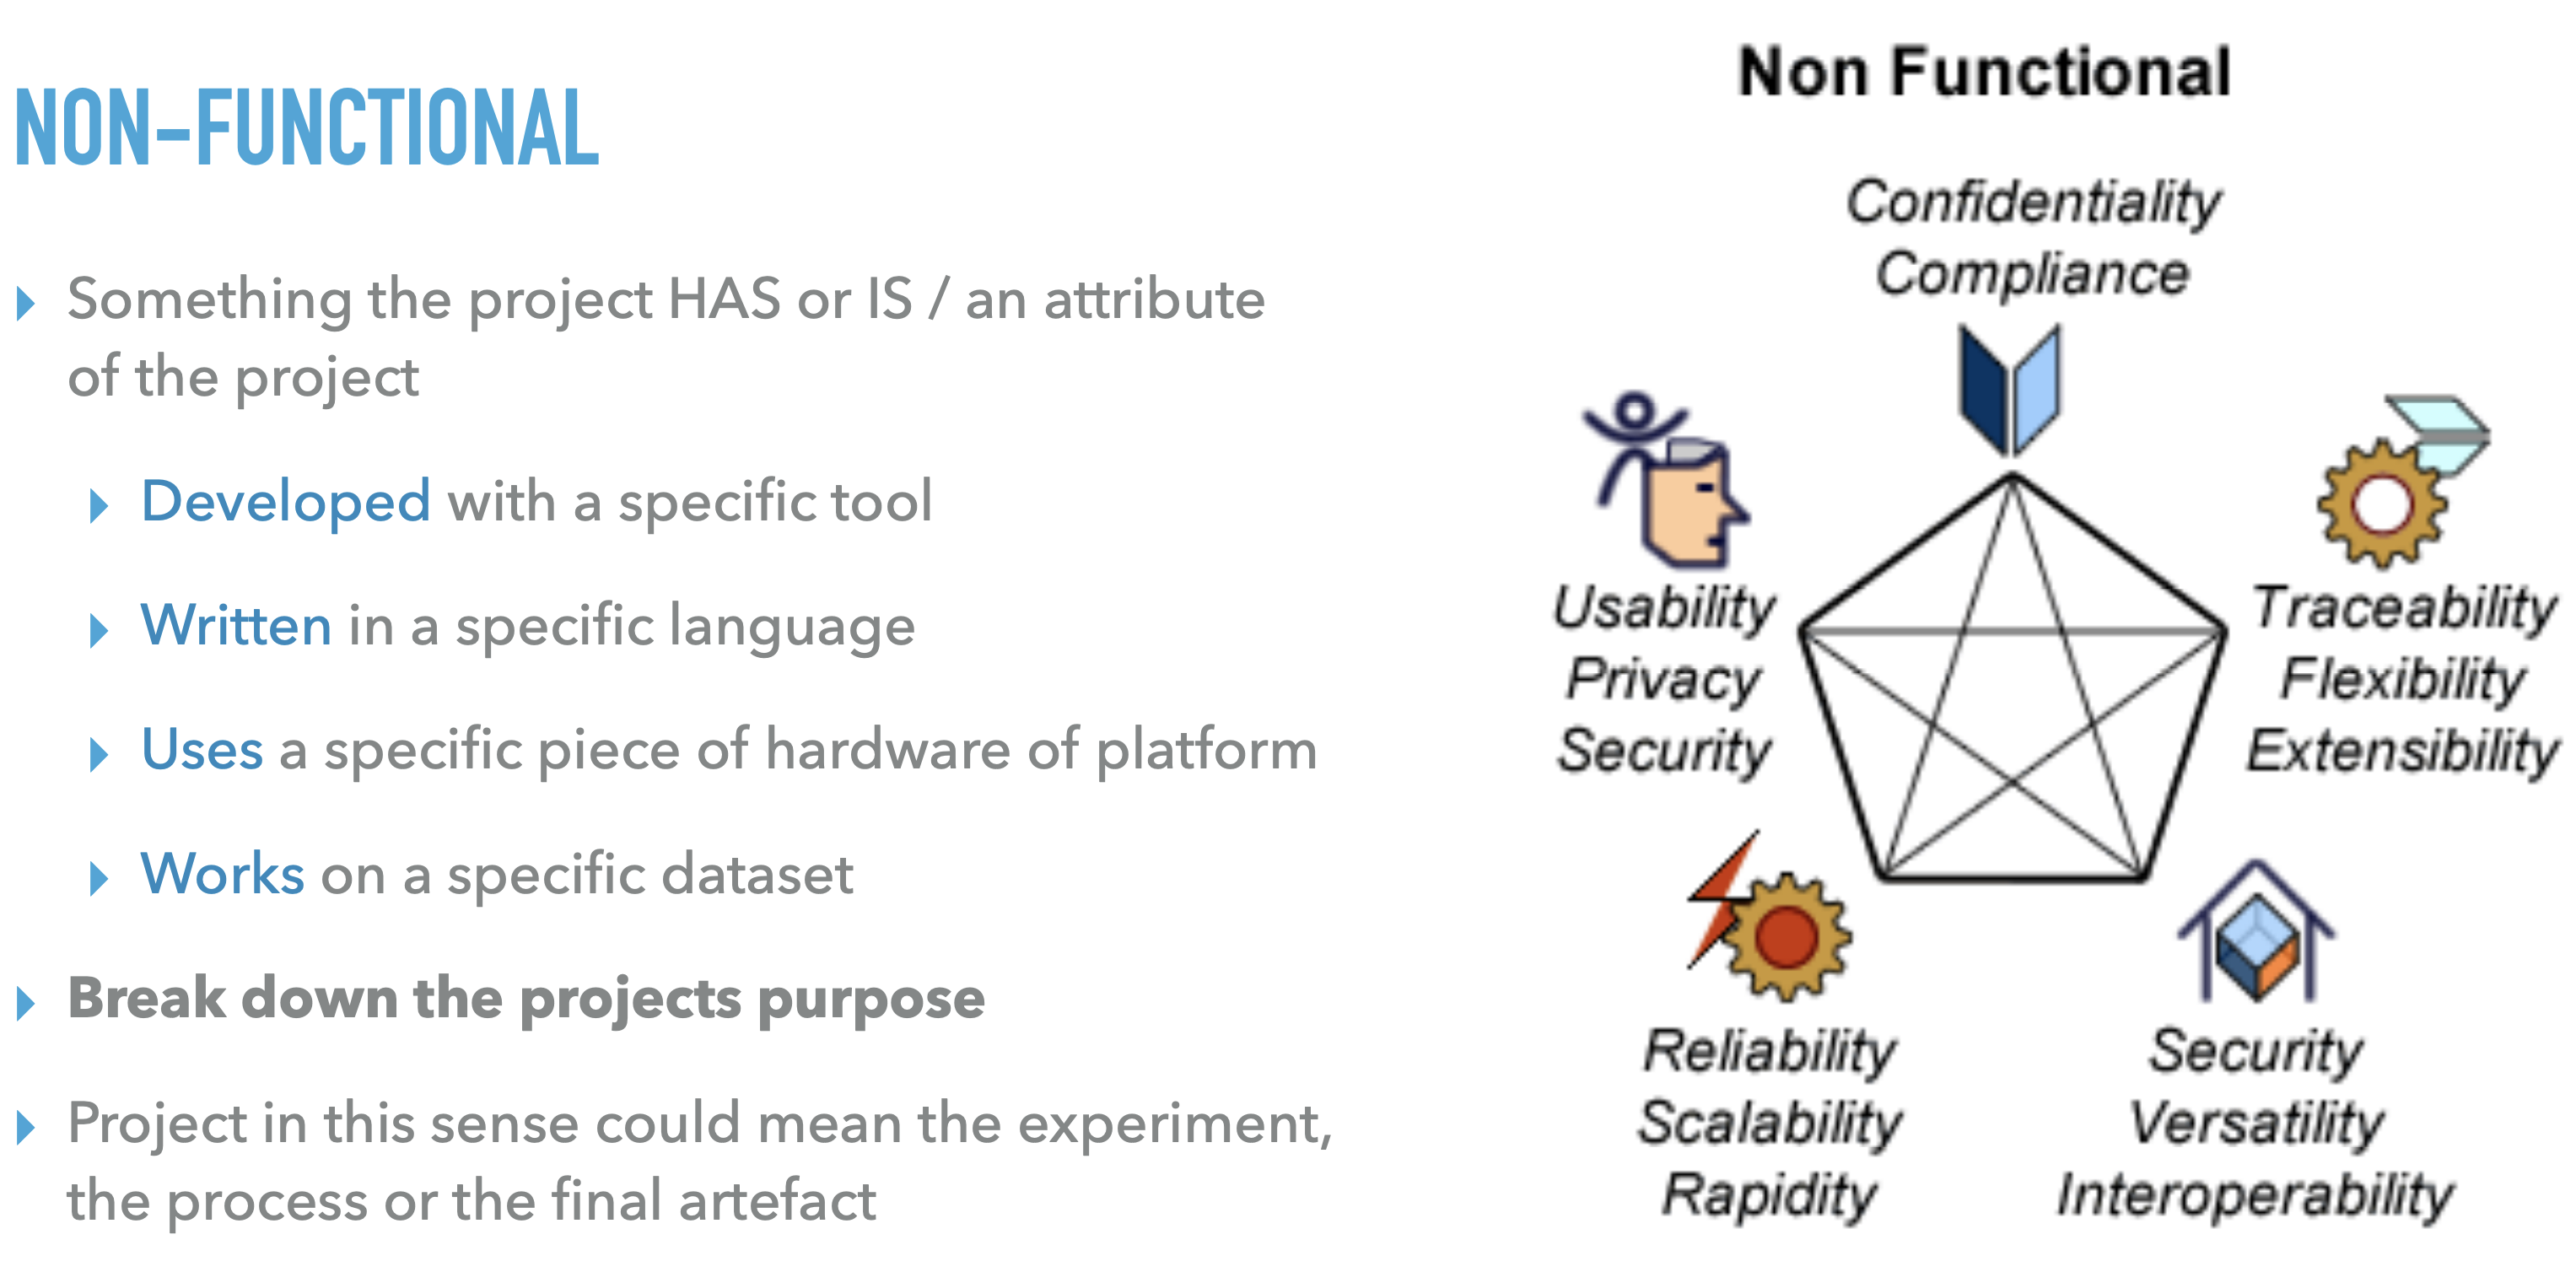 NON-FUNCTIONAL
Something the project HAS or IS / an attribute
of the project
Developed with a specific tool
Written in a specific language
Uses a specific piece of hardware of platform
Works on a specific dataset
Break down the projects purpose
Project in this sense could mean the experiment,
the process or the final artefact
Non Functional
Confidentiality
Compliance
Usability
Privacy
Security
Traceability
Flexibility
Extensibility
Reliability
Scalability
Rapidity
Security
Versatility
Interoperability